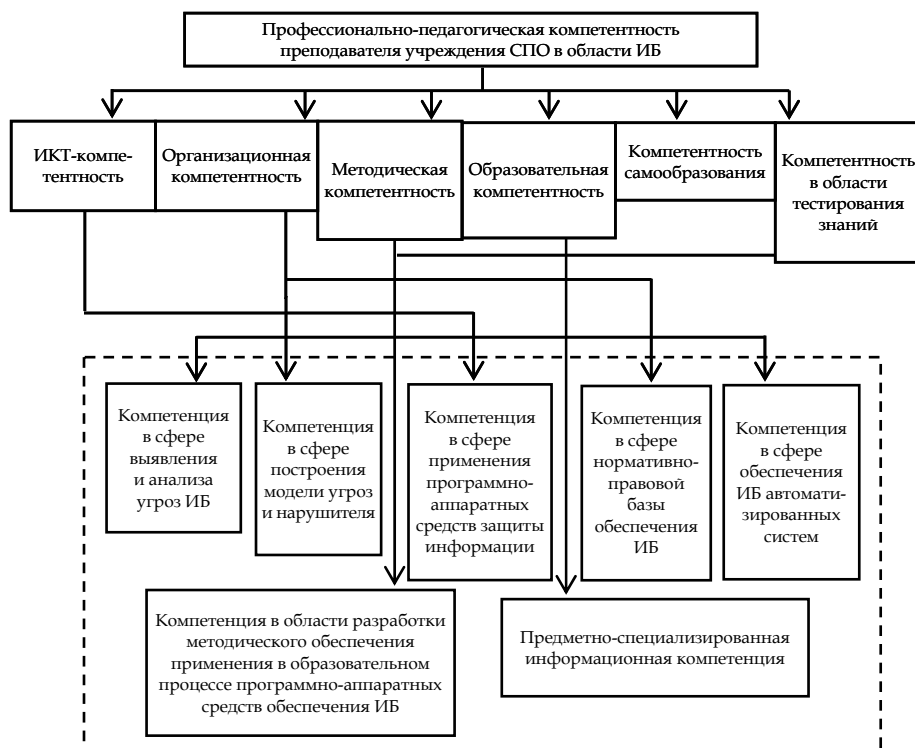 Профессионально-педагогическая компетентность
преподавателя учреждения СПО в области ИБ
ИКТ-компе-
тентность
Организационная
компетентность
Методическая
компетентность
Образовательная
компетентность
Компетентность
самообразования
Компетентность
в области
тестирования
знаний
Компетенция
в сфере
выявления
и анализа
угроз ИБ
Компетенция
в сфере
построения
модели угроз
и нарушителя
Компетенция
в сфере
применения
программно-
аппаратных
средств защиты
информации
Компетенция
в сфере
нормативно-
правовой
базы
обеспечения
ИБ
Компетенция
в сфере
обеспечения
ИБ автомати-
зированных
систем
Компетенция в области разработки
методического обеспечения
применения в образовательном
процессе программно-аппаратных
средств обеспечения ИБ
Предметно-специализированная
информационная компетенция